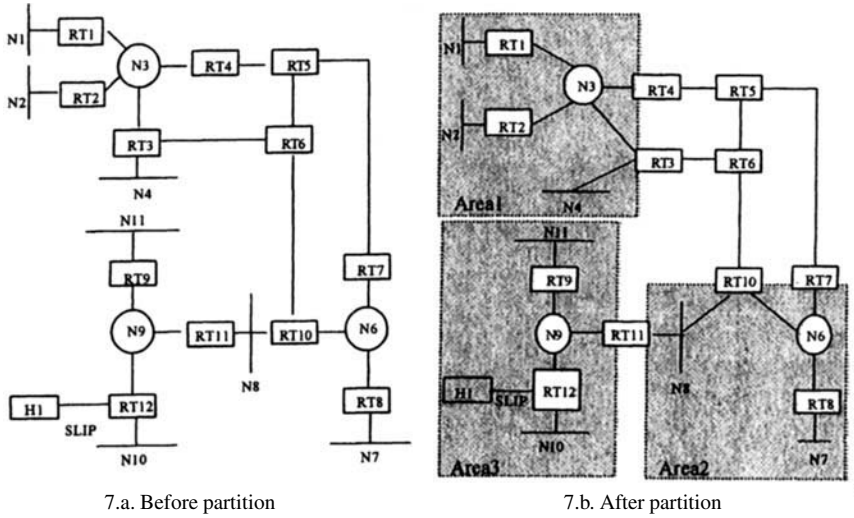 N1
RT1
N3
RT4
RT5
N2
RT2
RT3
RT6
N4
N11
RT9
RT7
N9
RT11
RT10
N6
N8
H1
RT12
RT8
SLIP
N10
N7
7.a. Before partition
N1
RT1
N3
RT4
RT5
N2
RT2
RT3
RT6
N4
Area1
N11
RT9
RT10
RT7
N9
RT11
N6
N8
H1
SLIP
RT12
RT8
N10
N7
Area3
Area2
7.b. After partition